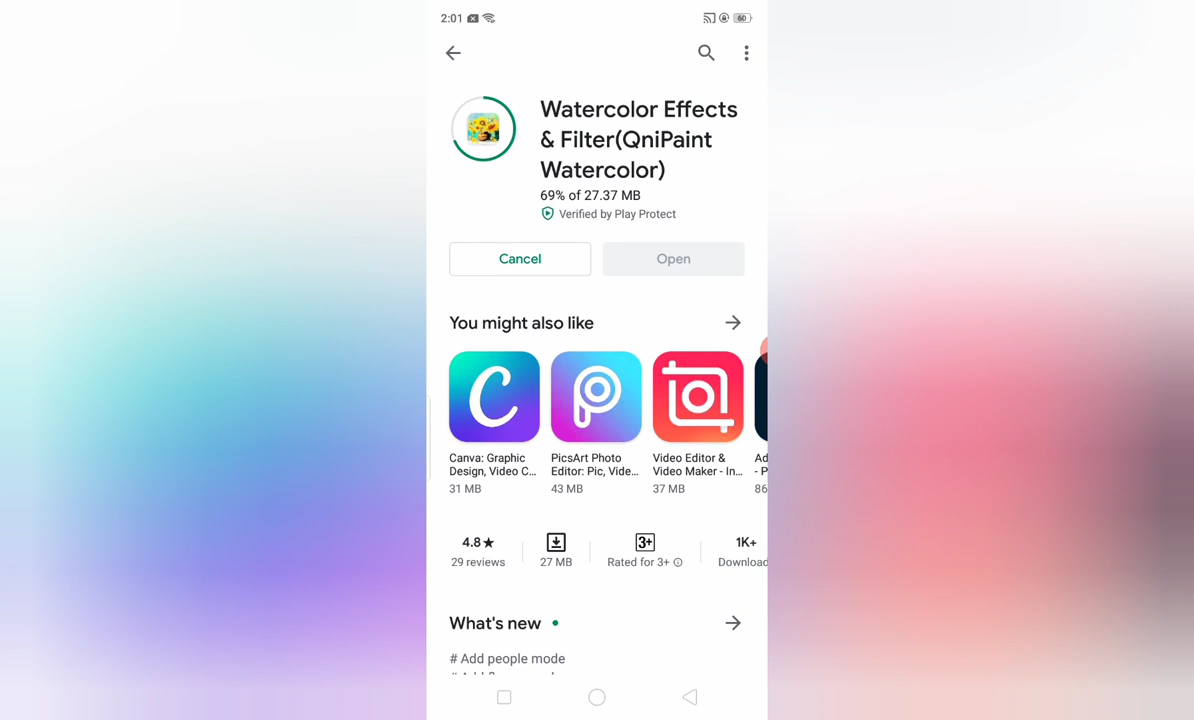 2:01
60
Watercolor Effects
& Filter(QniPaint
Watercolor)
69% of 27.37 MB
Verified by Play Protect
Cancel
Open
You might also like
Canva: Graphic
Design, Video C...
31 MB
PicsArt Photo
Editor: Pic, Vide...
43 MB
Video Editor &
Video Maker - In...
37 MB
Ad
- P
86
4.8★
29 reviews
27 MB
3+
Rated for 3+
1K+
Download
What's new
# Add people mode